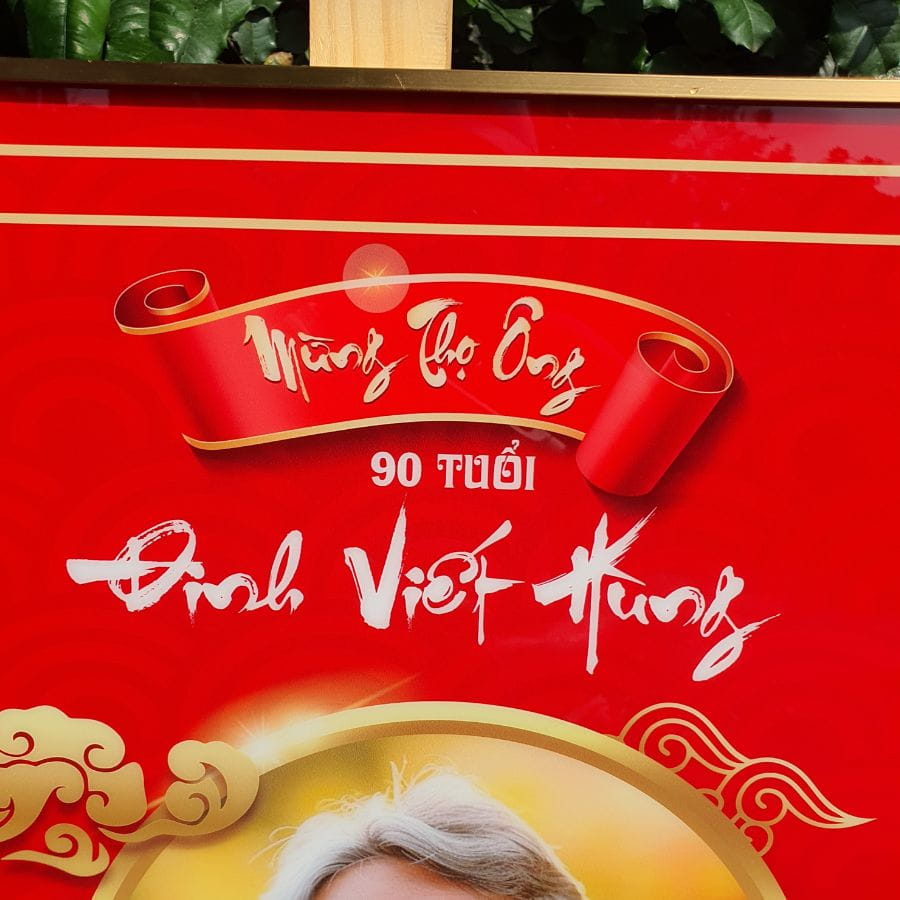 Mừng Thọ Ông
90 TUỔI
Đinh Viết Hùng